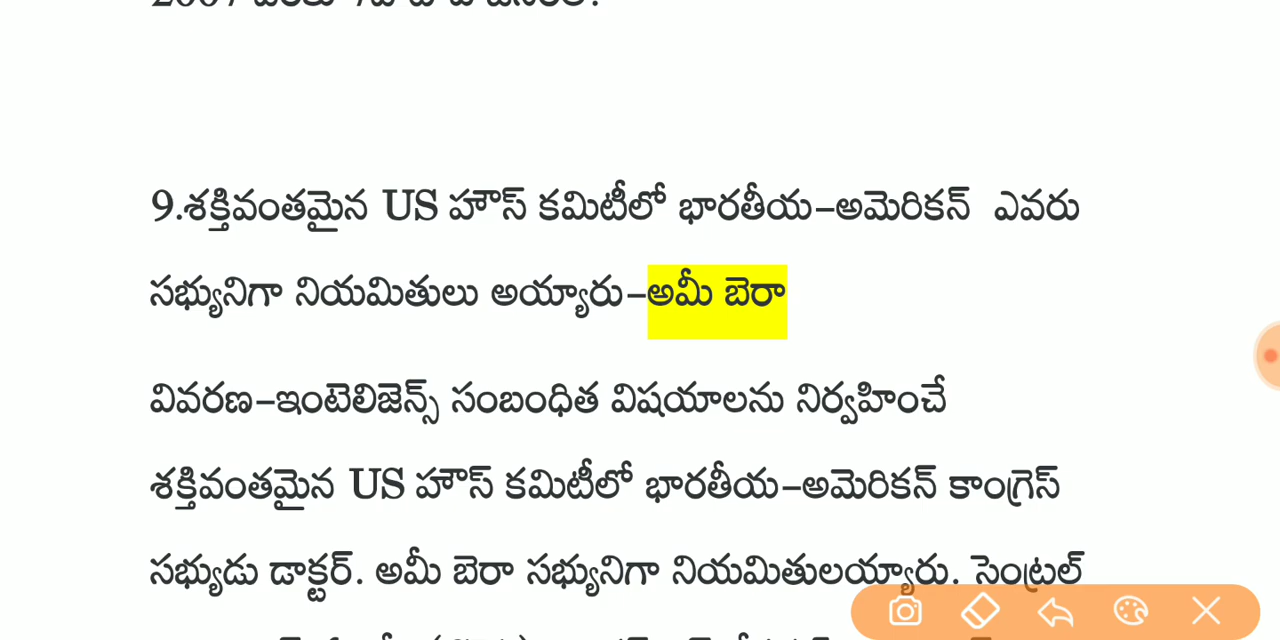 9.శక్తివంతమైన US హౌస్ కమిటీలో భారతీయ-అమెరికన్ ఎవరు
సభ్యునిగా నియమితులు అయ్యారు-అమీ బెరా
వివరణ-ఇంటెలిజెన్స్ సంబంధిత విషయాలను నిర్వహించే
శక్తివంతమైన US హౌస్ కమిటీలో భారతీయ-అమెరికన్ కాంగ్రెస్
సభ్యుడు డాక్టర్. అమీ బెరా సభ్యునిగా నియమితులయ్యారు. సెంట్రల్